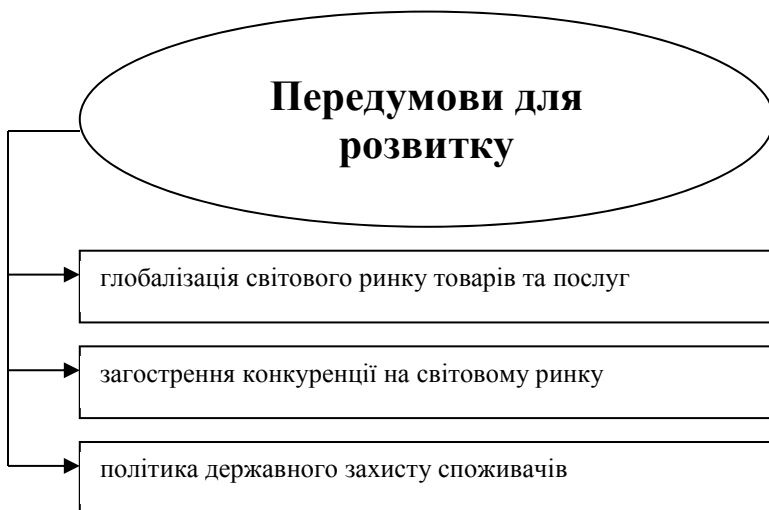 Передумови для
розвитку
глобалізація світового ринку товарів та послуг
загострення конкуренції на світовому ринку
політика державного захисту споживачів